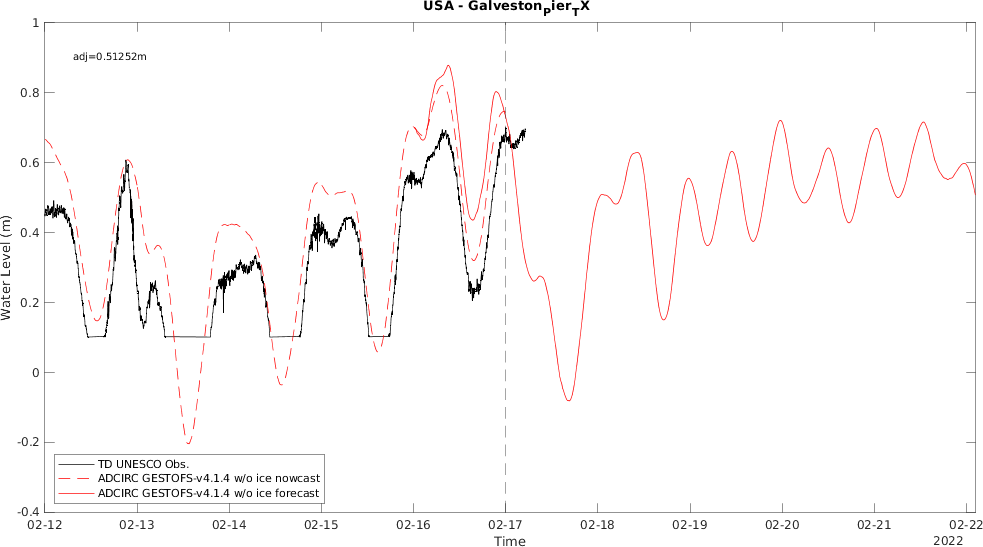 USA - GalvestonPierTX
adj=0.51252m
1
0.8
0.6
0.4
0.2
0
-0.2
-0.4
Water Level (m)
TD UNESCO Obs.
ADCIRC GESTOFS-v4.1.4 w/o ice nowcast
ADCIRC GESTOFS-v4.1.4 w/o ice forecast
02-12 02-13 02-14 02-15 02-16 02-17 02-18 02-19 02-20 02-21 02-22
Time
2022